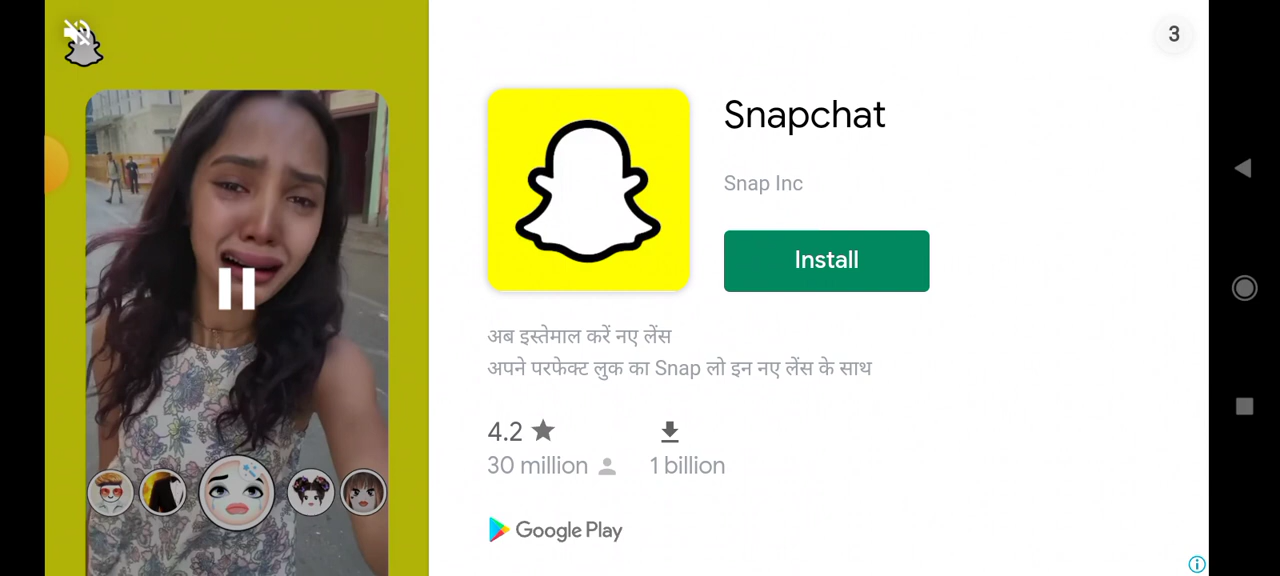 3
Snapchat
Snap Inc
Install
अब इस्तेमाल करें नए लेंस
अपने परफेक्ट लुक का Snap लो इन नए लेंस के साथ
4.2
30 million
1 billion
Google Play